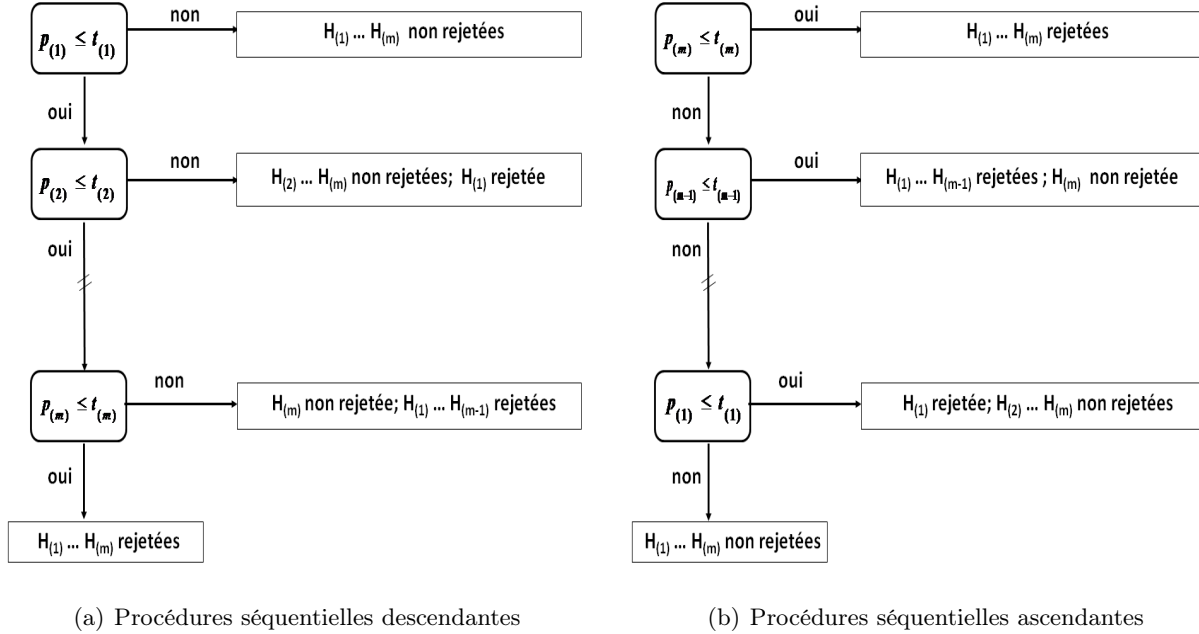 non
p(1) ≤ t(1)
H(1) ... H(m) non rejetées
oui
non
p(2) ≤ t(2)
H(2) ... H(m) non rejetées; H(1) rejetée
oui
non
p(m) ≤ t(m)
H(m) non rejetée; H(1) ... H(m-1) rejetées
oui
H(1) ... H(m) rejetées
(a) Procédures séquentielles descendantes
oui
p(m) ≤ t(m)
H(1) ... H(m) rejetées
non
oui
p(m-1) ≤ t(m-1)
H(1) ... H(m-1) rejetées ; H(m) non rejetée
non
oui
p(1) ≤ t(1)
H(1) rejetée; H(2) ... H(m) non rejetées
non
H(1) ... H(m) non rejetées
(b) Procédures séquentielles ascendantes